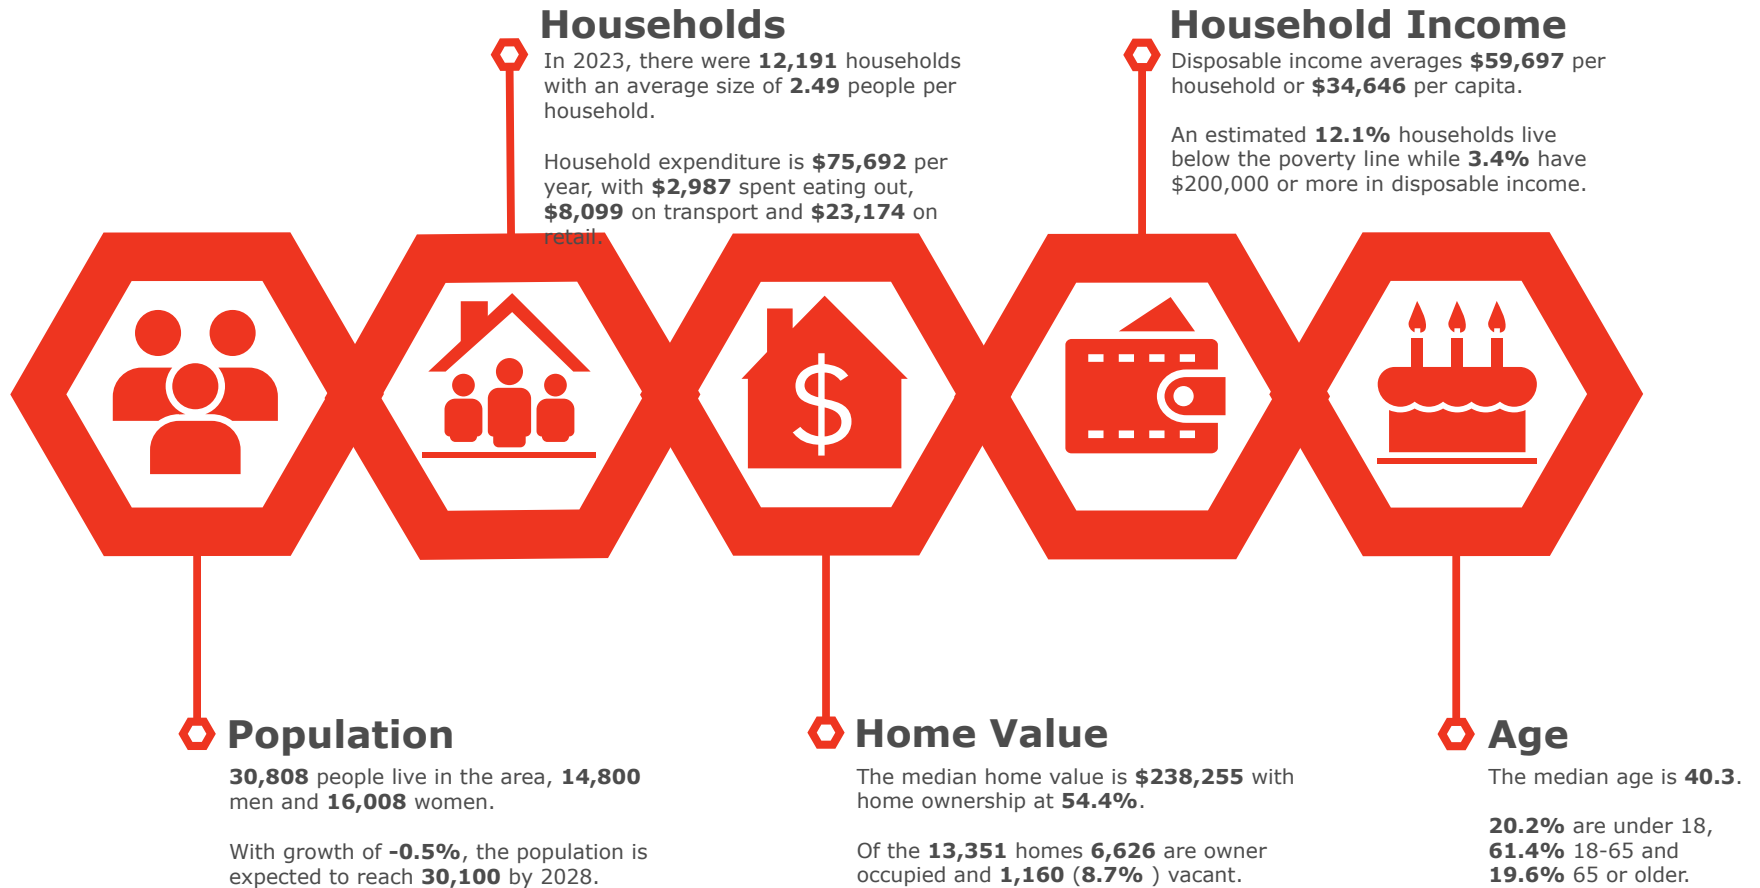 Households
In 2023, there were 12,191 households
with an average size of 2.49 people per
household.
Household expenditure is $75,692 per
year, with $2,987 spent eating out,
$8,099 on transport and $23,174 on
retail.
Household Income
Disposable income averages $59,697 per
household or $34,646 per capita.
An estimated 12.1% households live
below the poverty line while 3.4% have
$200,000 or more in disposable income.
$
Population
30,808 people live in the area, 14,800
men and 16,008 women.
With growth of -0.5%, the population is
expected to reach 30,100 by 2028.
Home Value
The median home value is $238,255 with
home ownership at 54.4%.
Of the 13,351 homes 6,626 are owner
occupied and 1,160 (8.7% ) vacant.
Age
The median age is 40.3.
20.2% are under 18,
61.4% 18-65 and
19.6% 65 or older.